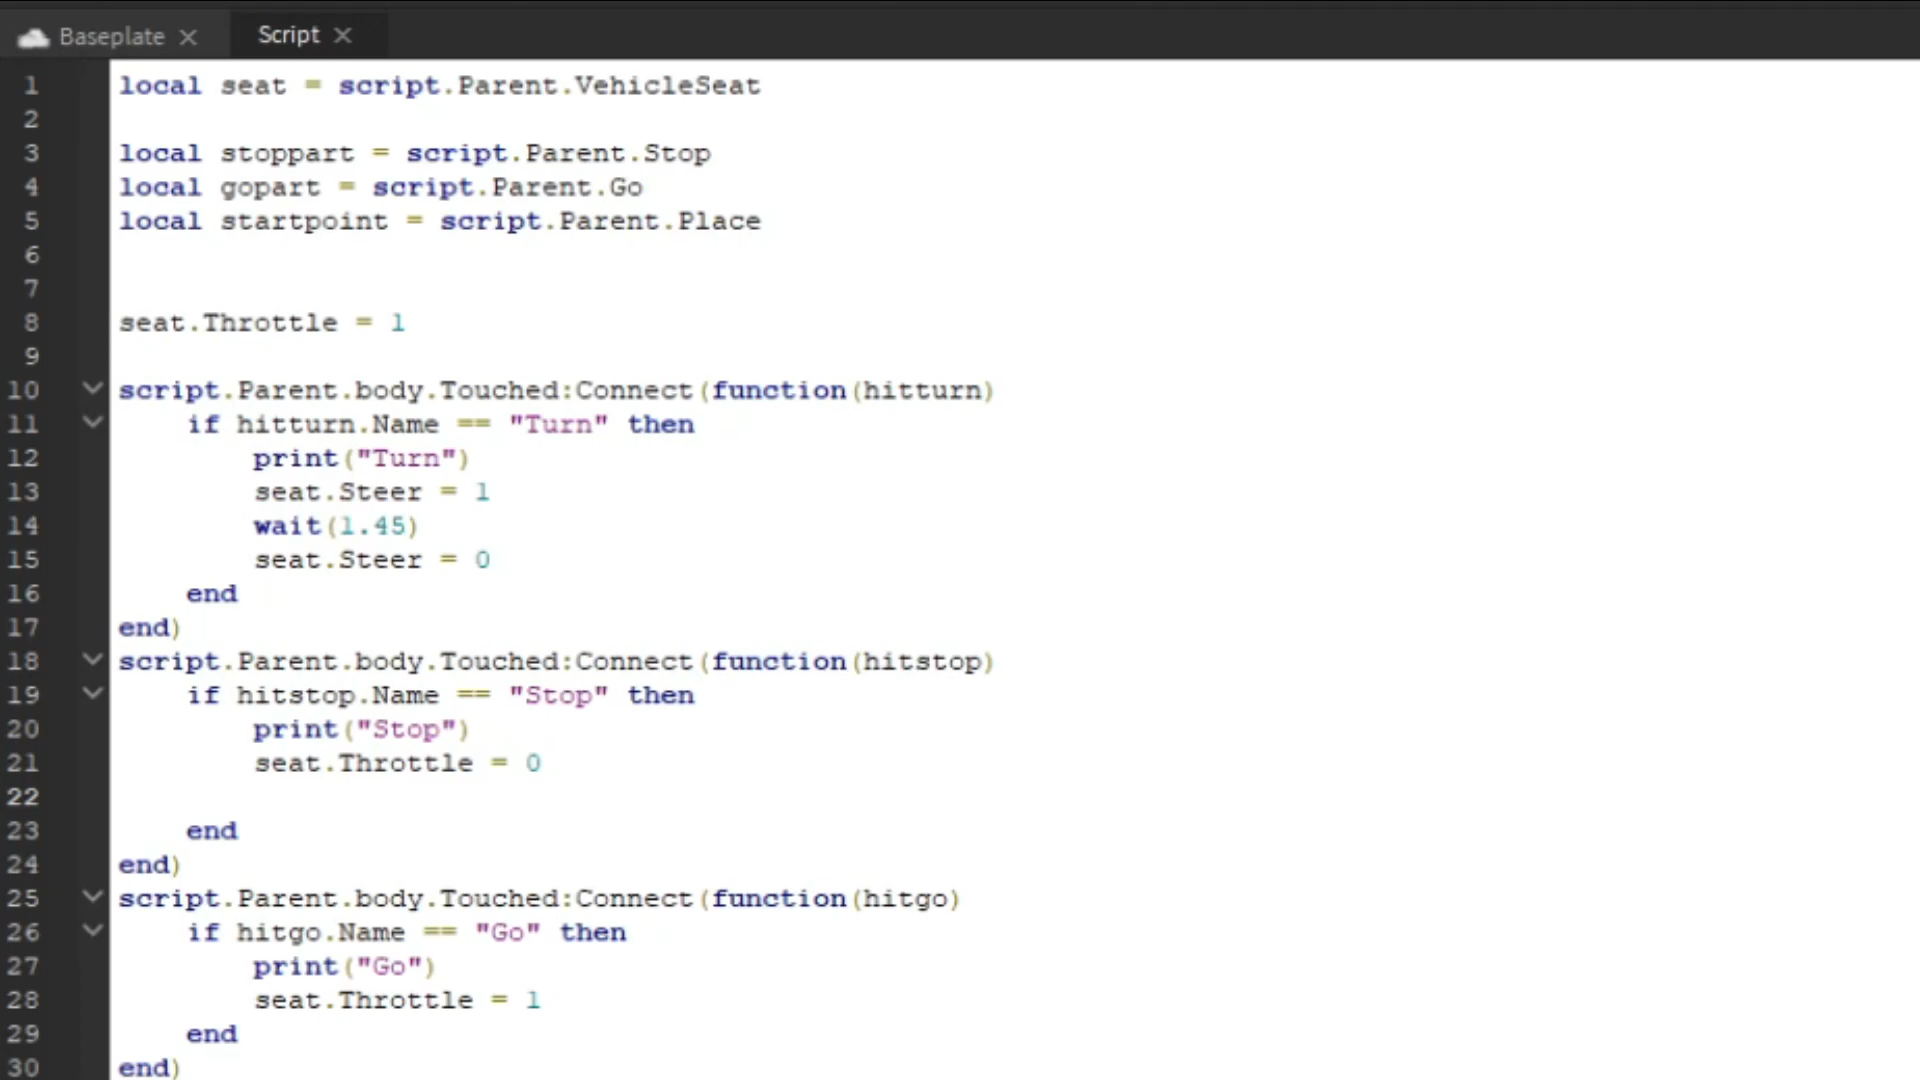 Baseplate
Script
1 local seat = script.Parent.VehicleSeat
2
3 local stoppart = script.Parent.Stop
4 local gopart = script.Parent.Go
5 local startpoint = script.Parent.Place
6
7
8 seat.Throttle = 1
9
10 script.Parent.body.Touched:Connect(function(hitturn)
11 if hitturn.Name == "Turn" then
12 print("Turn")
13 seat.Steer = 1
14 wait(1.45)
15 seat.Steer = 0
16 end
17 end)
18 script.Parent.body.Touched:Connect(function(hitstop)
19 if hitstop.Name == "Stop" then
20 print("Stop")
21 seat.Throttle = 0
22
23 end
24 end)
25 script.Parent.body.Touched:Connect(function(hitgo)
26 if hitgo.Name == "Go" then
27 print("Go")
28 seat.Throttle = 1
29 end
30 end)